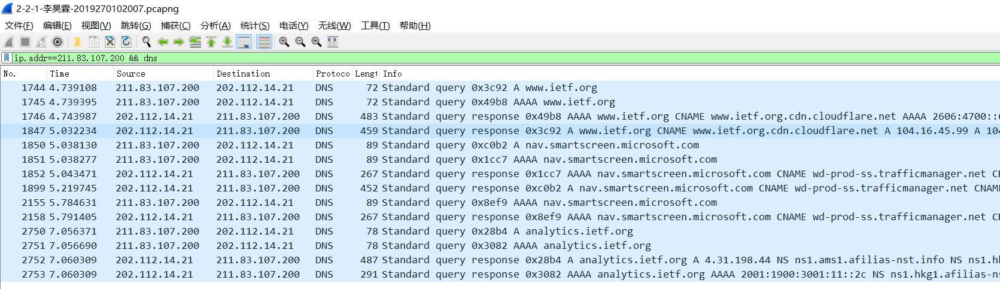 2-2-1-李昊霖-2019270102007.pcapng
文件(F) 编辑(E) 视图(V) 跳转(G) 捕获(C) 分析(A) 统计(S) 电话(Y) 无线(W) 工具(T) 帮助(H)
ip.addr==211.83.107.200 && dns
No. Time Source Destination Protoco Lengt Info
1744 4.739108 211.83.107.200 202.112.14.21 DNS 72 Standard query 0x3c92 A www.ietf.org
1745 4.739395 211.83.107.200 202.112.14.21 DNS 72 Standard query 0x49b8 AAAA www.ietf.org
1746 4.743987 202.112.14.21 211.83.107.200 DNS 483 Standard query response 0x49b8 AAAA www.ietf.org CNAME www.ietf.org.cdn.cloudflare.net AAAA 2606:4700::6
1847 5.032234 202.112.14.21 211.83.107.200 DNS 459 Standard query response 0x3c92 A www.ietf.org CNAME www.ietf.org.cdn.cloudflare.net A 104.16.45.99 A 104
1850 5.038130 211.83.107.200 202.112.14.21 DNS 89 Standard query 0xc0b2 A nav.smartscreen.microsoft.com
1851 5.038277 211.83.107.200 202.112.14.21 DNS 89 Standard query 0x1cc7 AAAA nav.smartscreen.microsoft.com
1852 5.043471 202.112.14.21 211.83.107.200 DNS 267 Standard query response 0x1cc7 AAAA nav.smartscreen.microsoft.com CNAME wd-prod-ss.trafficmanager.net CN
1899 5.219745 202.112.14.21 211.83.107.200 DNS 452 Standard query response 0xc0b2 A nav.smartscreen.microsoft.com CNAME wd-prod-ss.trafficmanager.net CNAM
2155 5.784631 211.83.107.200 202.112.14.21 DNS 89 Standard query 0x8ef9 AAAA nav.smartscreen.microsoft.com
2158 5.791405 202.112.14.21 211.83.107.200 DNS 267 Standard query response 0x8ef9 AAAA nav.smartscreen.microsoft.com CNAME wd-prod-ss.trafficmanager.net CN
2750 7.056371 211.83.107.200 202.112.14.21 DNS 78 Standard query 0x28b4 A analytics.ietf.org
2751 7.056690 211.83.107.200 202.112.14.21 DNS 78 Standard query 0x3082 AAAA analytics.ietf.org
2752 7.060309 202.112.14.21 211.83.107.200 DNS 487 Standard query response 0x28b4 A analytics.ietf.org A 4.31.198.44 NS ns1.ams1.afilias-nst.info NS ns1.hk
2753 7.060309 202.112.14.21 211.83.107.200 DNS 291 Standard query response 0x3082 AAAA analytics.ietf.org AAAA 2001:1900:3001:11::2c NS ns1.hkg1.afilias-ns